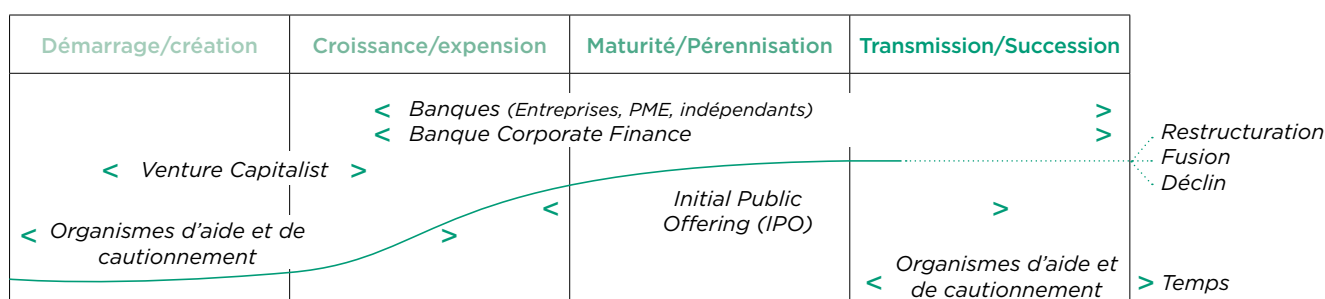 Démarrage/création
Croissance/expension
Maturité/Pérennisation
Transmission/Succession
< Banques (Entreprises, PME, indépendants) >
< Banque Corporate Finance >
Restructuration
Fusion
Déclin
< Venture Capitalist >
< Initial Public
Offering (IPO) >
< Organismes d'aide et de
cautionnement >
< Organismes d'aide et
de cautionnement >
Temps